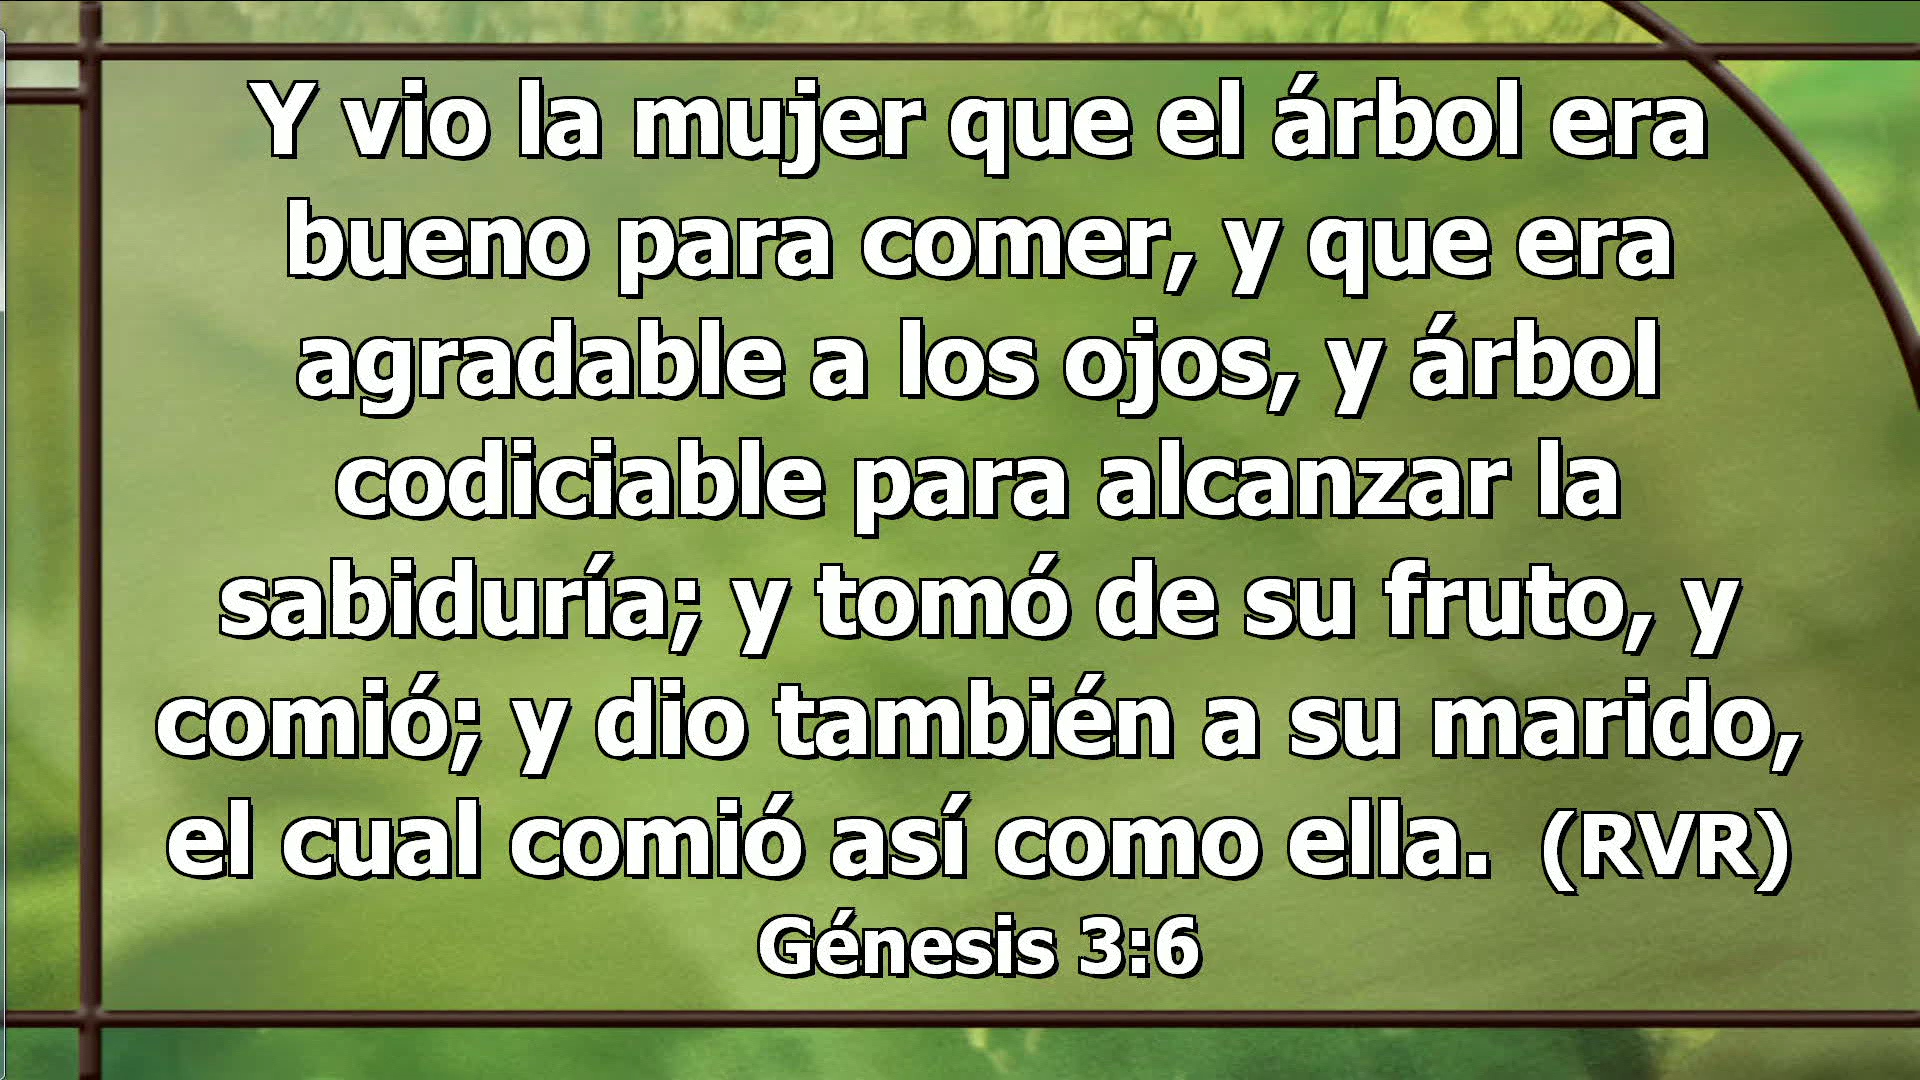 Y vio la mujer que el árbol era
bueno para comer, y que era
agradable a los ojos, y árbol
codiciable para alcanzar la
sabiduría; y tomó de su fruto, y
comió; y dio también a su marido,
el cual comió así como ella. (RVR)
Génesis 3:6